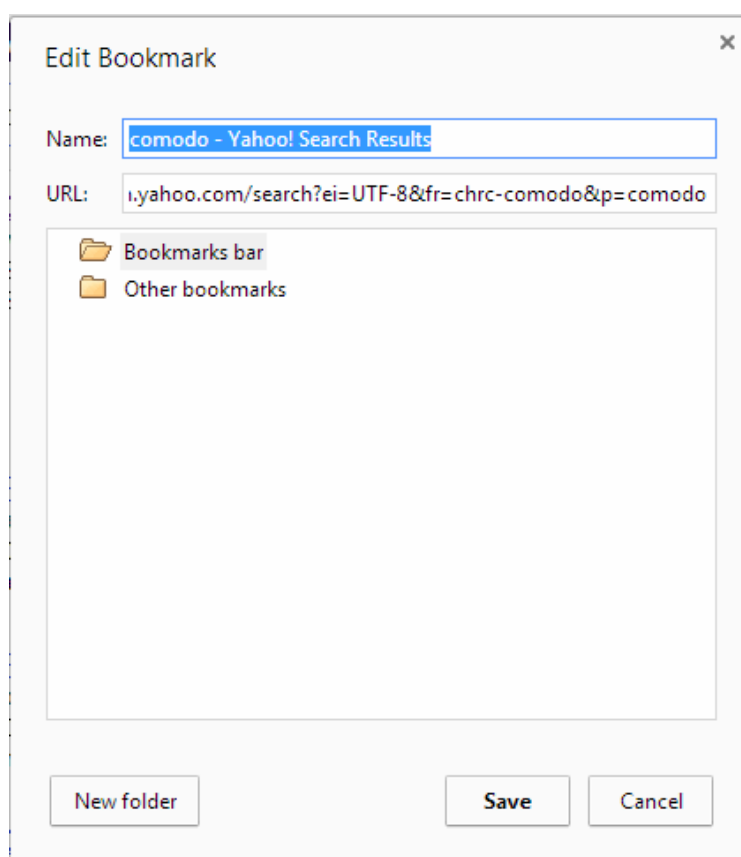 Edit Bookmark
Name: comodo - Yahoo! Search Results
URL: .yahoo.com/search?ei=UTF-8&fr=chrc-comodo&p=comodo
Bookmarks bar
Other bookmarks
New folder Save Cancel